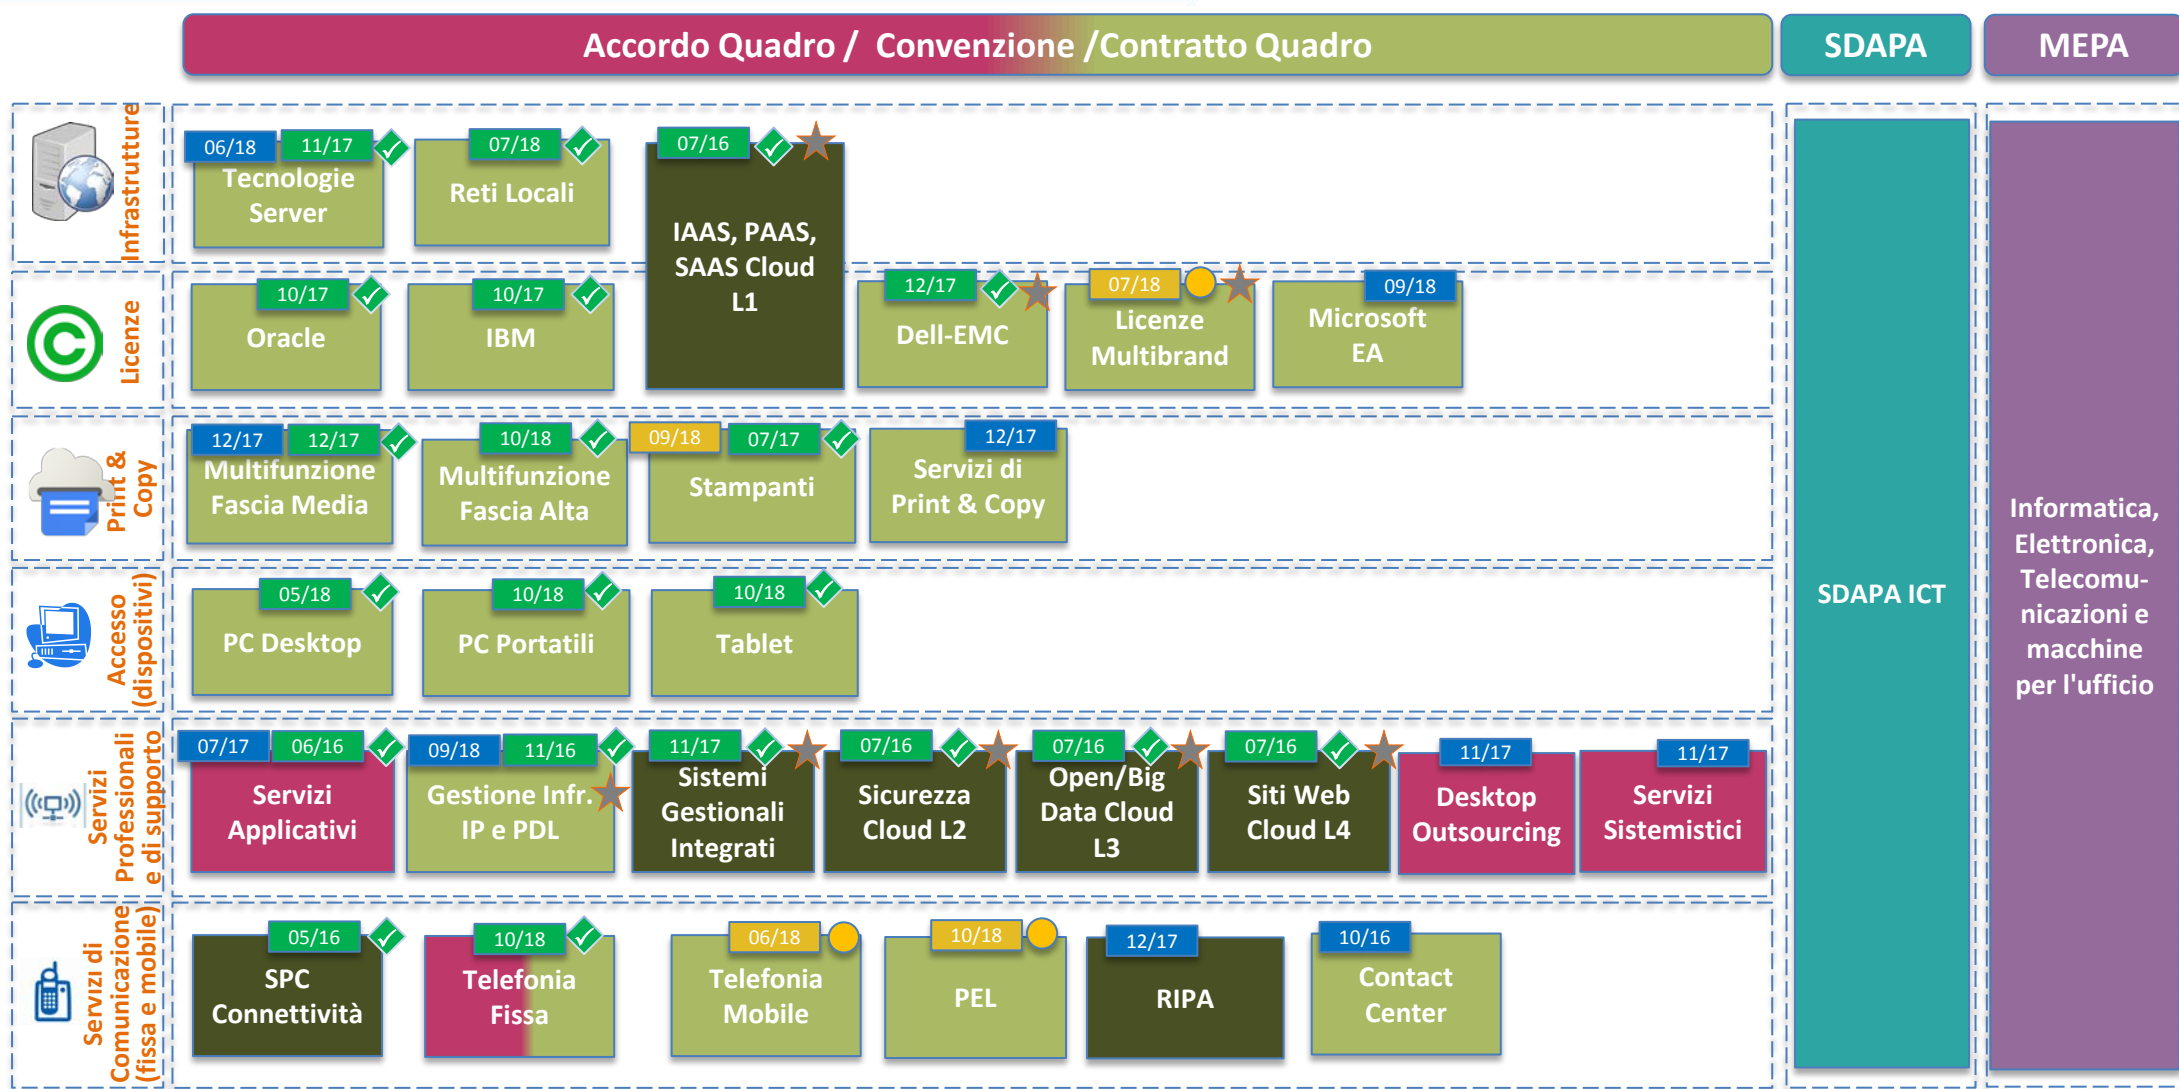 Accordo Quadro / Convenzione /Contratto Quadro
SDAPA
MEPA
Infrastrutture
06/18
11/17
Tecnologie
Server
07/18
Reti Locali
07/16
IAAS, PAAS,
SAAS Cloud
L1
Licenze
10/17
Oracle
10/17
IBM
12/17
Dell-EMC
07/18
Licenze
Multibrand
09/18
Microsoft
EA
Print &
Copy
12/17
12/17
Multifunzione
Fascia Media
10/18
Multifunzione
Fascia Alta
09/18
07/17
Stampanti
12/17
Servizi di
Print & Copy
Accesso
(dispositivi)
05/18
PC Desktop
10/18
PC Portatili
10/18
Tablet
Servizi
Professionali
e di supporto
07/17
06/16
Servizi
Applicativi
09/18
11/16
Gestione Infr.
IP e PDL
11/17
Sistemi
Gestionali
Integrati
07/16
Sicurezza
Cloud L2
07/16
Open/Big
Data Cloud
L3
07/16
Siti Web
Cloud L4
11/17
Desktop
Outsourcing
11/17
Servizi
Sistemistici
Servizi di
Comunicazione
(fissa e mobile)
05/16
SPC
Connettività
10/18
Telefonia
Fissa
06/18
Telefonia
Mobile
10/18
PEL
12/17
RIPA
10/16
Contact
Center
SDAPA ICT
Informatica,
Elettronica,
Telecomu-
nicazioni e
macchine
per l'ufficio